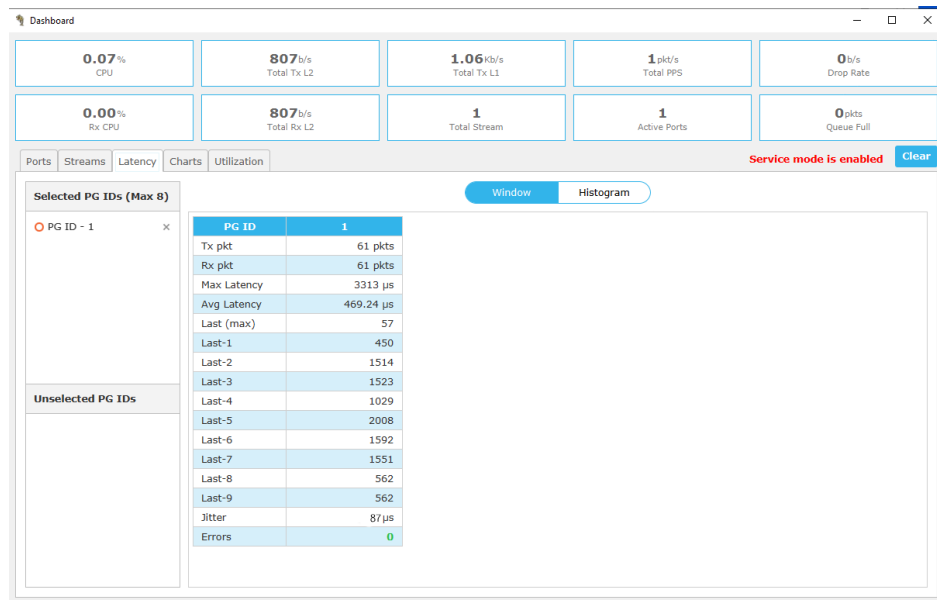 Dashboard
0.07%
CPU
807b/s
Total Tx L2
1.06Kb/s
Total Tx L1
1pkt/s
Total PPS
0b/s
Drop Rate
0.00%
Rx CPU
807b/s
Total Rx L2
1
Total Stream
1
Active Ports
0pkts
Queue Full
Ports Streams Latency Charts Utilization
Service mode is enabled Clear
Selected PG IDs (Max 8)
PG ID - 1 ×
Unselected PG IDs
Window Histogram
PG ID 1
Tx pkt 61 pkts
Rx pkt 61 pkts
Max Latency 3313 µs
Avg Latency 469.24 µs
Last (max) 57
Last-1 450
Last-2 1514
Last-3 1523
Last-4 1029
Last-5 2008
Last-6 1592
Last-7 1551
Last-8 562
Last-9 562
Jitter 87µs
Errors 0